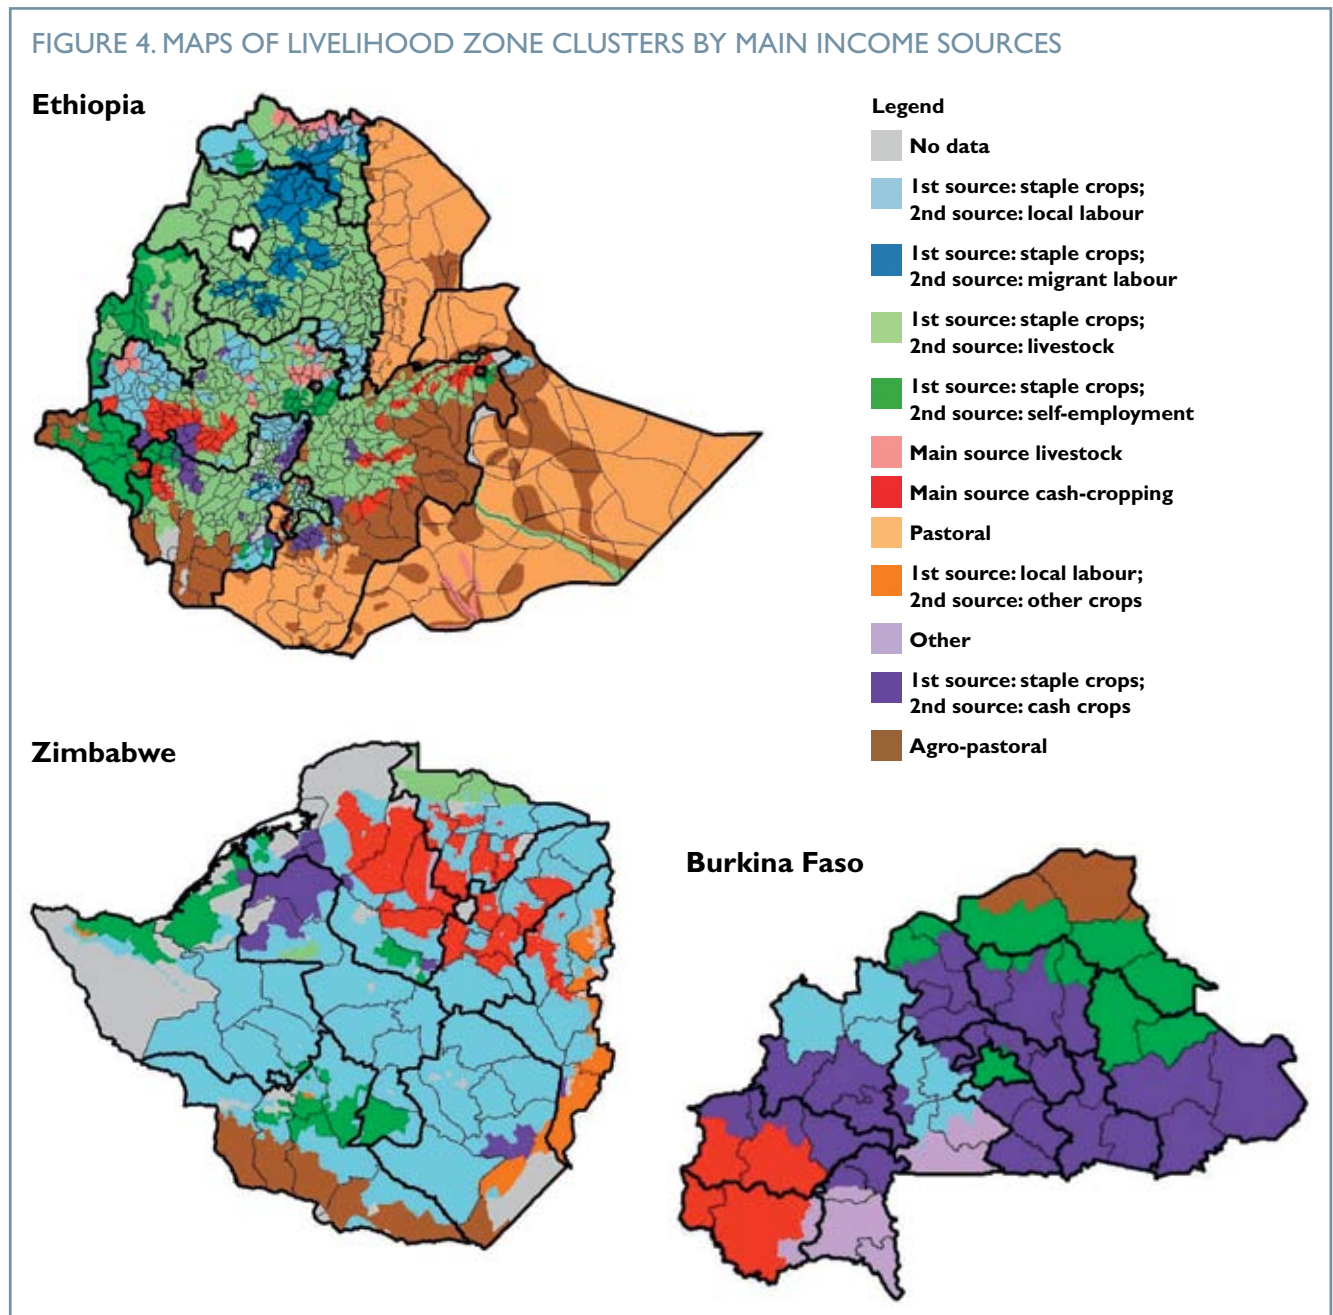 FIGURE 4. MAPS OF LIVELIHOOD ZONE CLUSTERS BY MAIN INCOME SOURCES
Ethiopia
Legend
No data
1st source: staple crops;
2nd source: local labour
1st source: staple crops;
2nd source: migrant labour
1st source: staple crops;
2nd source: livestock
1st source: staple crops;
2nd source: self-employment
Main source livestock
Main source cash-cropping
Pastoral
1st source: local labour;
2nd source: other crops
Other
1st source: staple crops;
2nd source: cash crops
Agro-pastoral
Zimbabwe
Burkina Faso